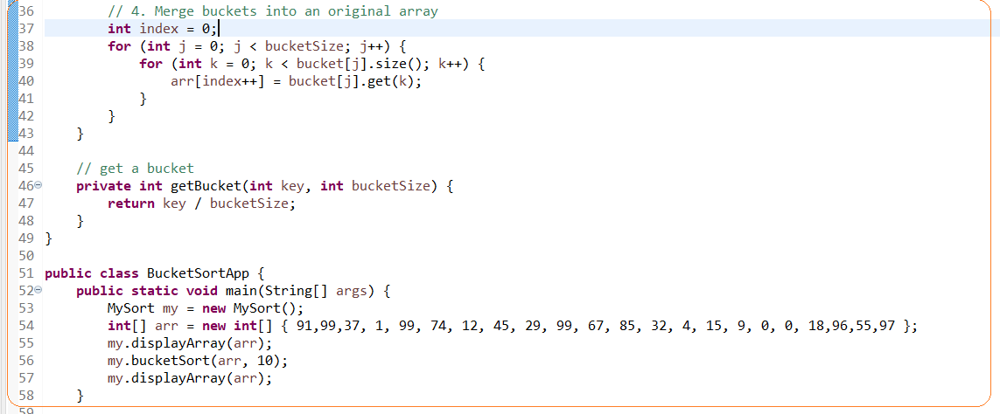 36 // 4. Merge buckets into an original array
37 int index = 0;
38 for (int j = 0; j < bucketSize; j++) {
39 for (int k = 0; k < bucket[j].size(); k++) {
40 arr[index++] = bucket[j].get(k);
41 }
42 }
43 }
44
45 // get a bucket
46 private int getBucket(int key, int bucketSize) {
47 return key / bucketSize;
48 }
49 }
50
51 public class BucketSortApp {
52 public static void main(String[] args) {
53 MySort my = new MySort();
54 int[] arr = new int[] { 91,99,37, 1, 99, 74, 12, 45, 29, 99, 67, 85, 32, 4, 15, 9, 0, 0, 18,96,55,97 };
55 my.displayArray(arr);
56 my.bucketSort(arr, 10);
57 my.displayArray(arr);
58 }
59